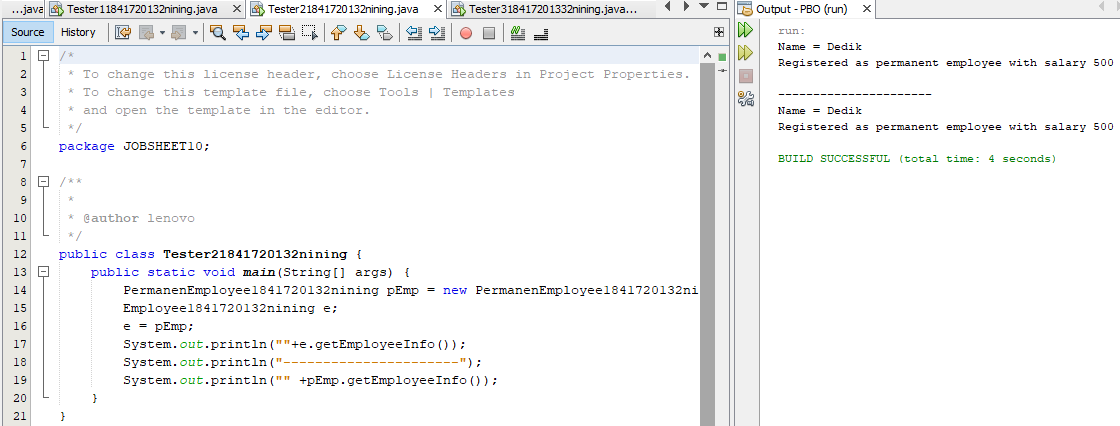 ...java
Tester11841720132nining.java
Tester21841720132nining.java
Tester318417201332nining.java...
Source
History
1 /*
2 * To change this license header, choose License Headers in Project Properties.
3 * To change this template file, choose Tools | Templates
4 * and open the template in the editor.
5 */
6 package JOBSHEET10;
7
8 /**
9 *
10 * @author lenovo
11 */
12 public class Tester21841720132nining {
13 public static void main(String[] args) {
14 PermanenEmployee1841720132nining pEmp = new PermanenEmployee1841720132ni
15 Employee1841720132nining e;
16 e = pEmp;
17 System.out.println(""+e.getEmployeeInfo());
18 System.out.println("----------------------");
19 System.out.println("" +pEmp.getEmployeeInfo());
20 }
21 }
Output - PBO (run)
run:
Name = Dedik
Registered as permanent employee with salary 500
----------------------
Name = Dedik
Registered as permanent employee with salary 500
BUILD SUCCESSFUL (total time: 4 seconds)